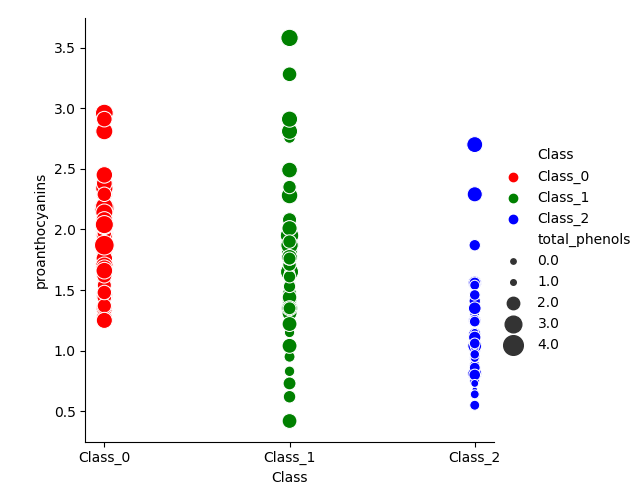 3.5
3.0
2.5
2.0
1.5
1.0
0.5
proanthocyanins
Class_0
Class_1
Class_2
Class
Class
Class_0
Class_1
Class_2
total_phenols
0.0
1.0
2.0
3.0
4.0